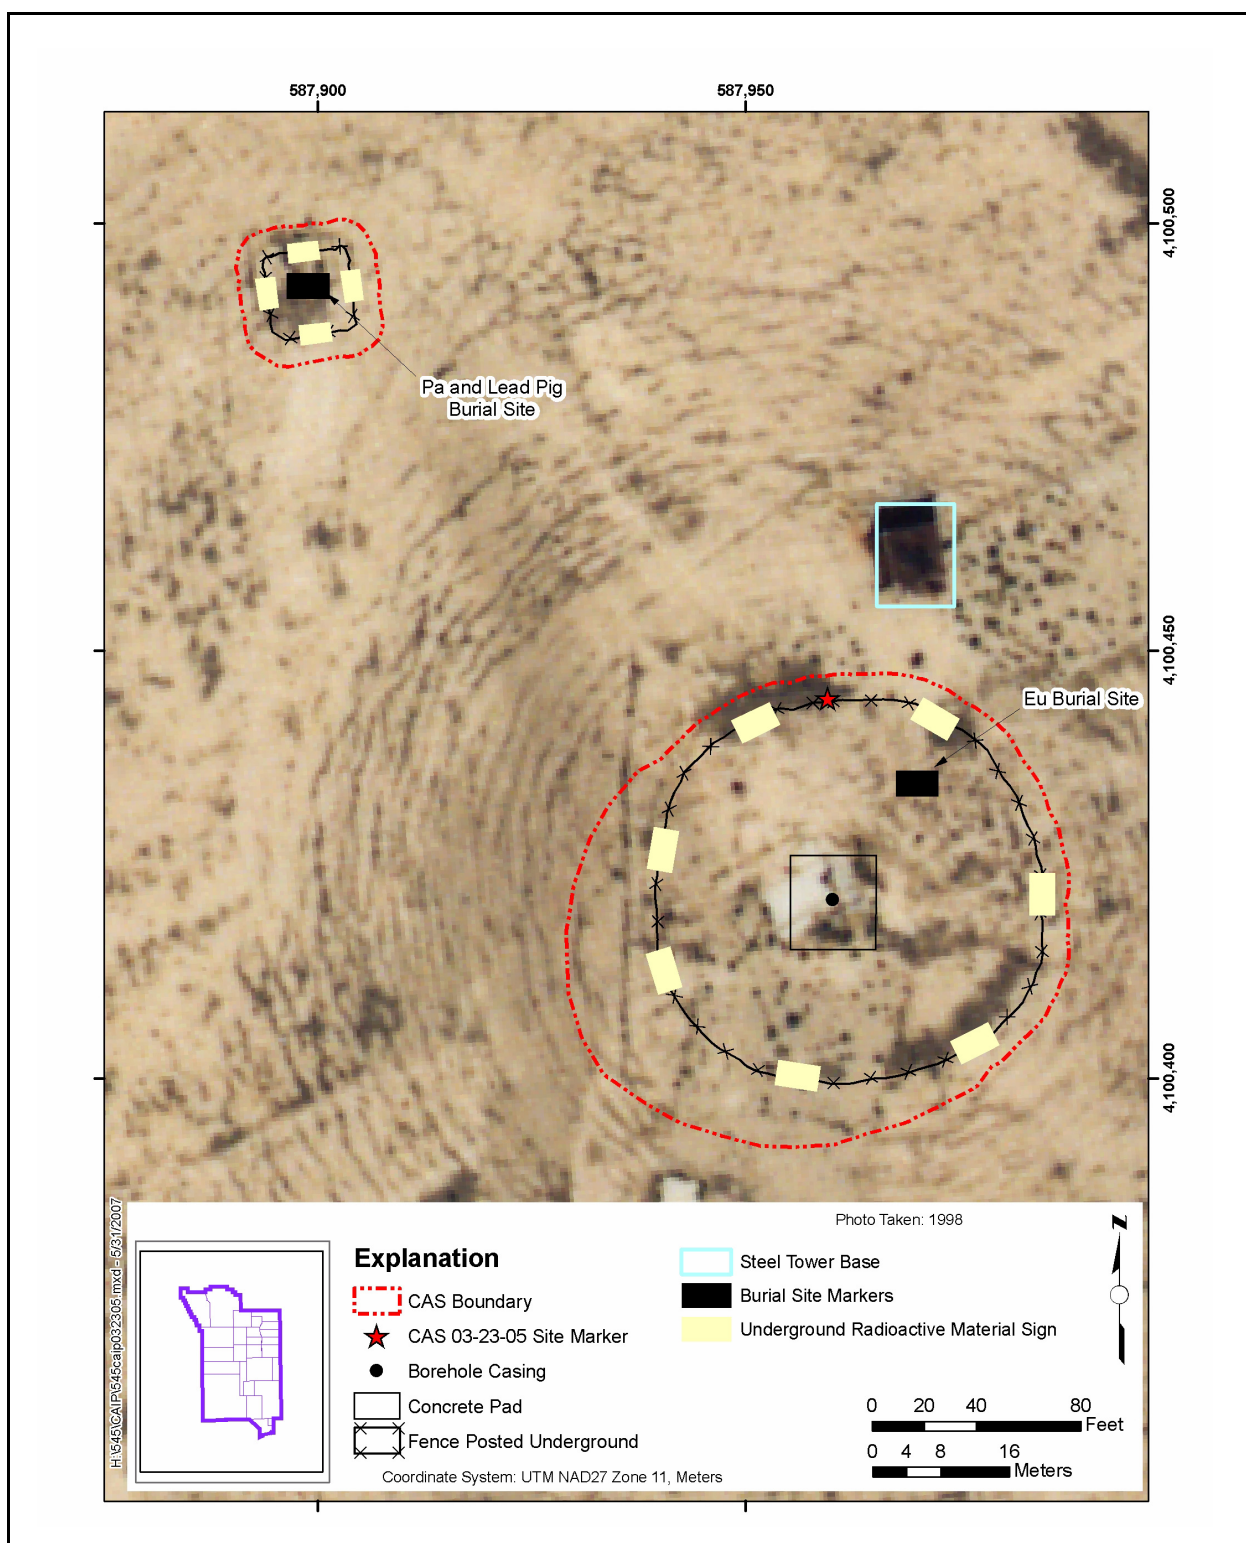 587,900
587,950
4,100,500
Pa and Lead Pig
Burial Site
4,100,450
Eu Burial Site
4,100,400
H:\545\CAIP\545caip032305.mxd - 5/31/2007
Photo Taken: 1998
Z
Explanation
CAS Boundary
CAS 03-23-05 Site Marker
Borehole Casing
Concrete Pad
Fence Posted Underground
Steel Tower Base
Burial Site Markers
Underground Radioactive Material Sign
0 20 40 80
Feet
0 4 8 16
Meters
Coordinate System: UTM NAD27 Zone 11, Meters